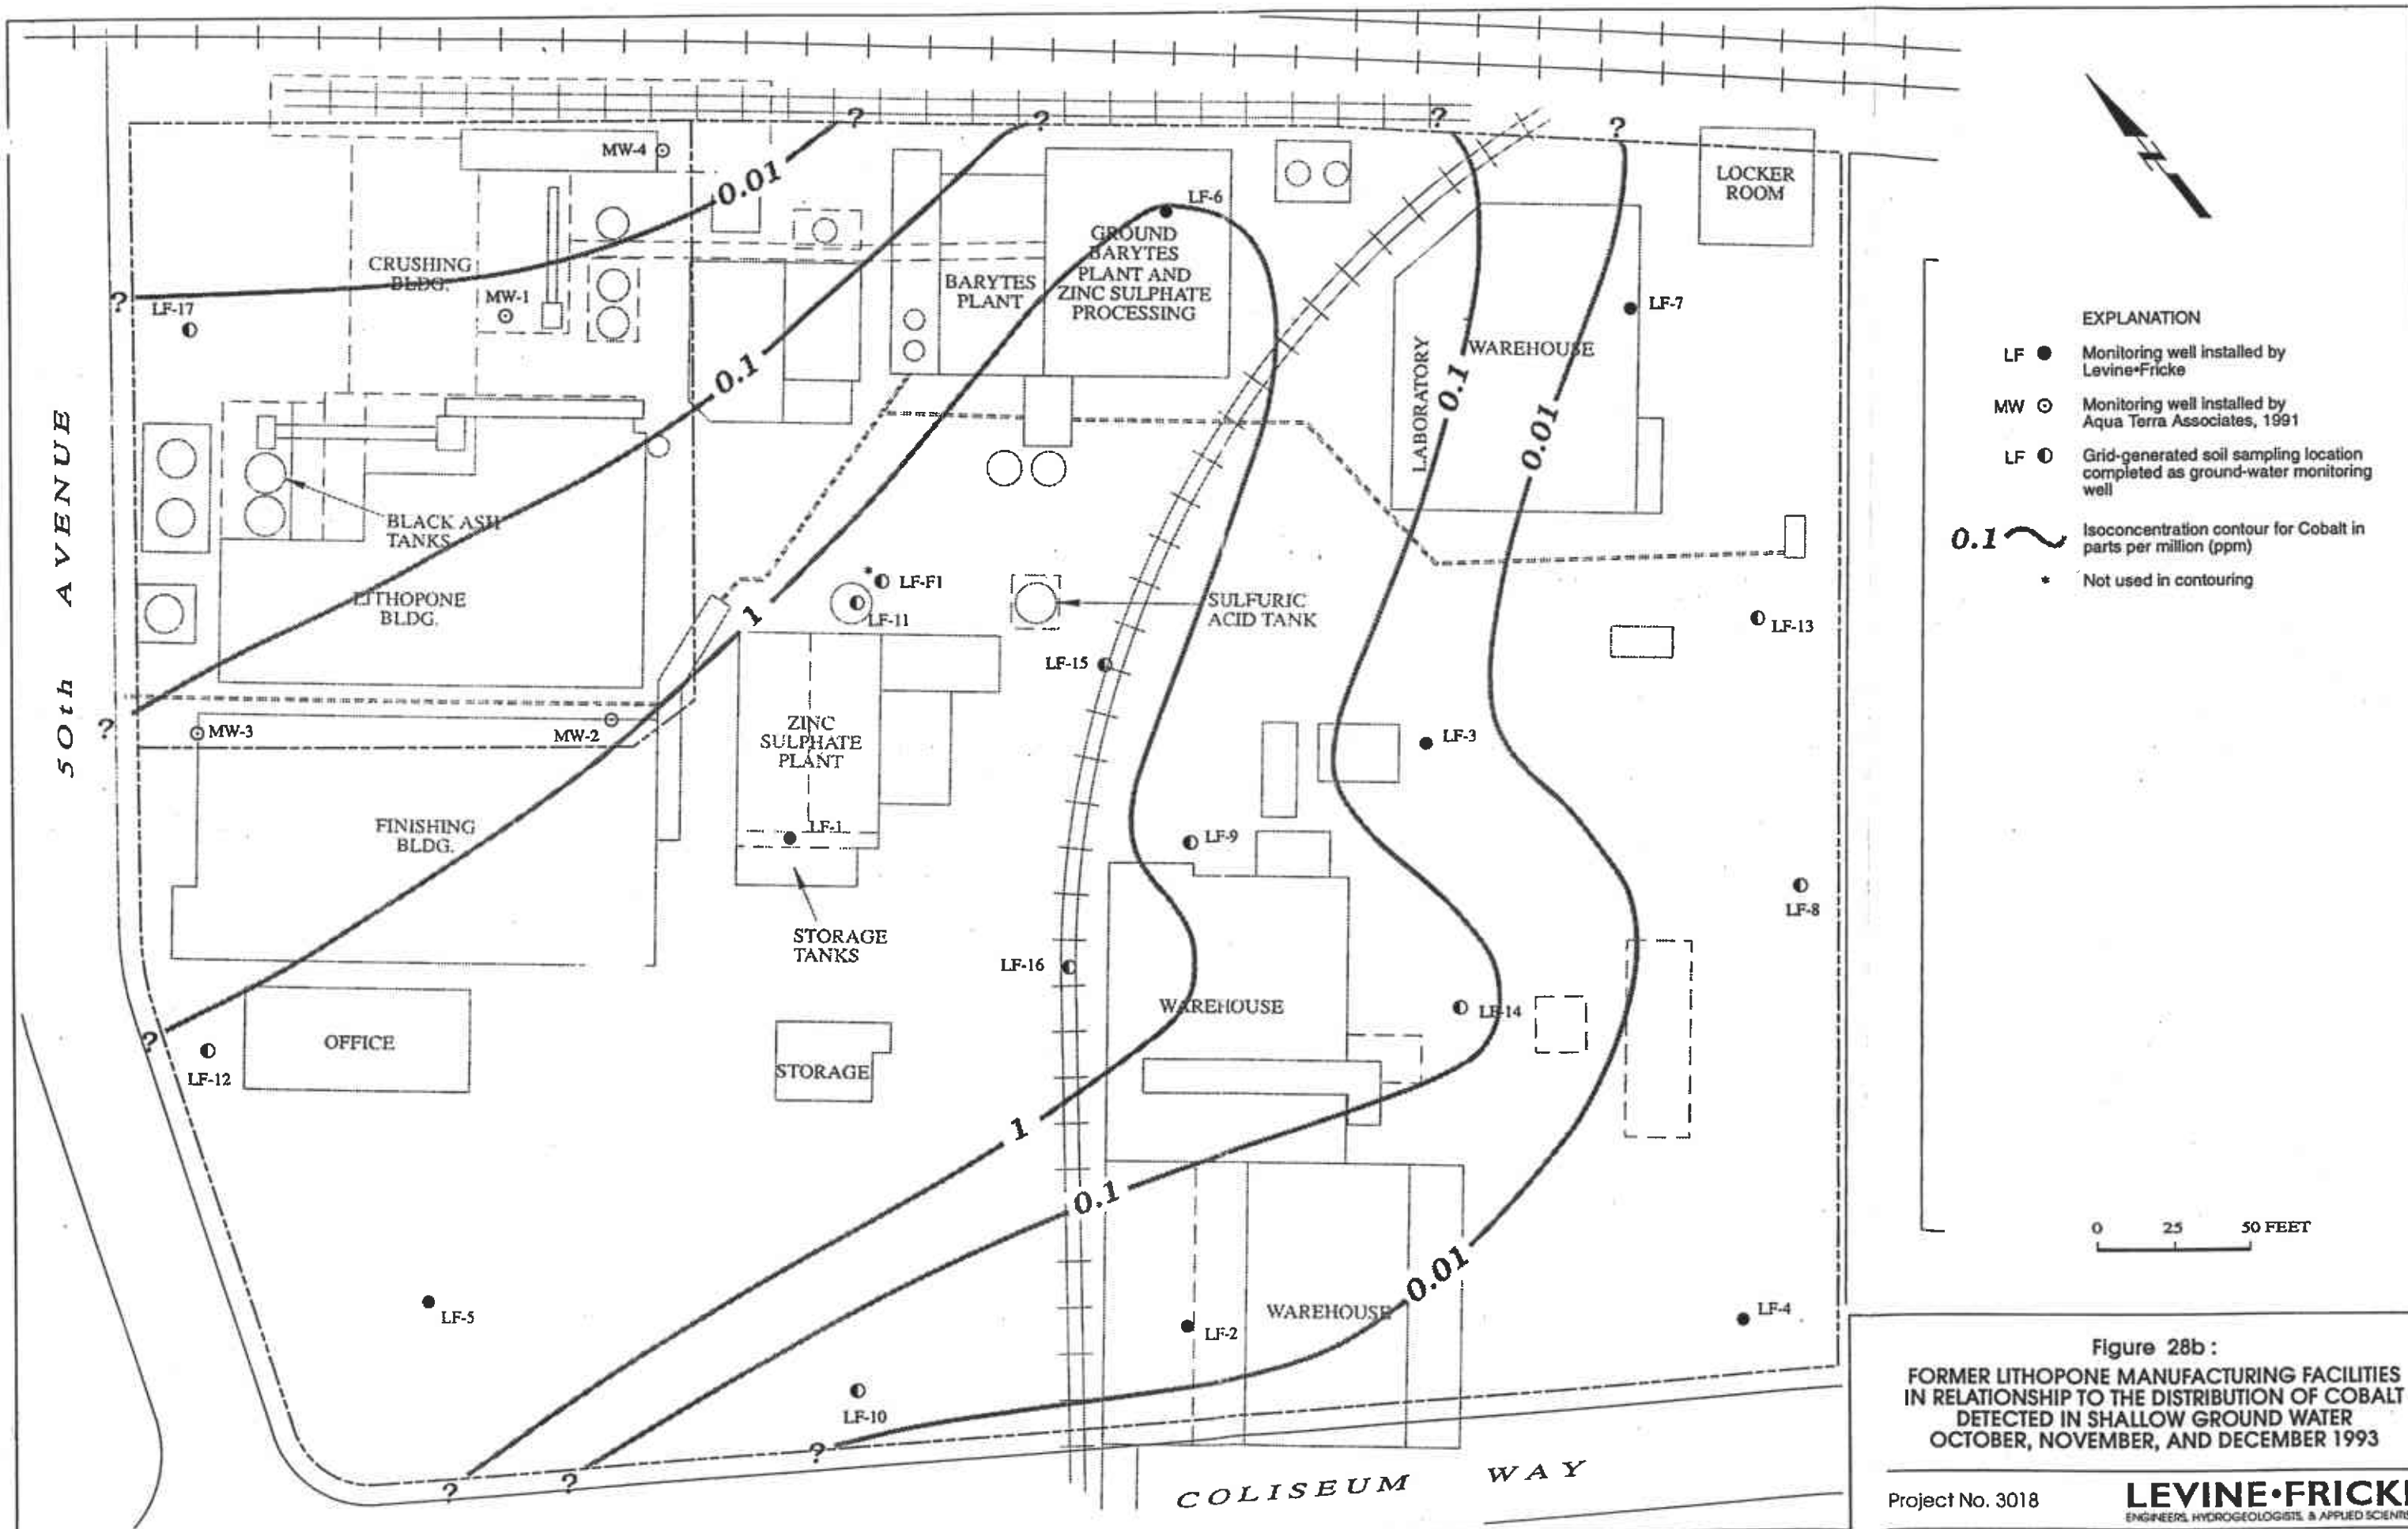 ?
?
?
?
MW-4
LOCKER
ROOM
0.01
LF-6
GROUND
BARYTES
PLANT AND
ZINC SULPHATE
PROCESSING
CRUSHING
BLDG.
BARYTES
PLANT
MW-1
?
LF-17
LF-7
WAREHOUSE
LABORATORY
0.1
0.1
0.01
50th AVENUE
BLACK ASH
TANKS
LITHOPONE
BLDG.
LF-F1
*
LF-11
1
SULFURIC
ACID TANK
LF-13
LF-15
?
MW-3
MW-2
ZINC
SULPHATE
PLANT
LF-3
FINISHING
BLDG.
LF-1
LF-9
LF-8
STORAGE
TANKS
LF-16
WAREHOUSE
LF-14
?
OFFICE
LF-12
STORAGE
1
0.1
0.01
LF-5
LF-2
WAREHOUSE
LF-4
LF-10
?
?
?
COLISEUM WAY
EXPLANATION
LF Monitoring well installed by
Levine•Fricke
MW Monitoring well installed by
Aqua Terra Associates, 1991
LF Grid-generated soil sampling location
completed as ground-water monitoring
well
0.1 Isoconcentration contour for Cobalt in
parts per million (ppm)
* Not used in contouring
0 25 50 FEET
Figure 28b :
FORMER LITHOPONE MANUFACTURING FACILITIES
IN RELATIONSHIP TO THE DISTRIBUTION OF COBALT
DETECTED IN SHALLOW GROUND WATER
OCTOBER, NOVEMBER, AND DECEMBER 1993
Project No. 3018
LEVINE•FRICKE
ENGINEERS, HYDROGEOLOGISTS, & APPLIED